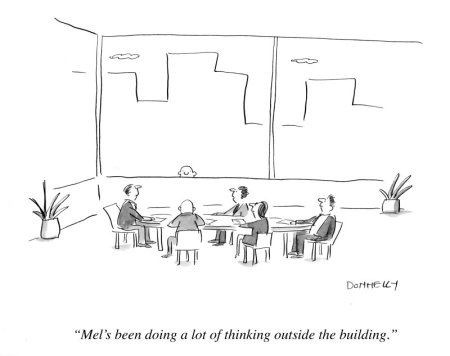 DONNELLY
“Mel’s been doing a lot of thinking outside the building.”